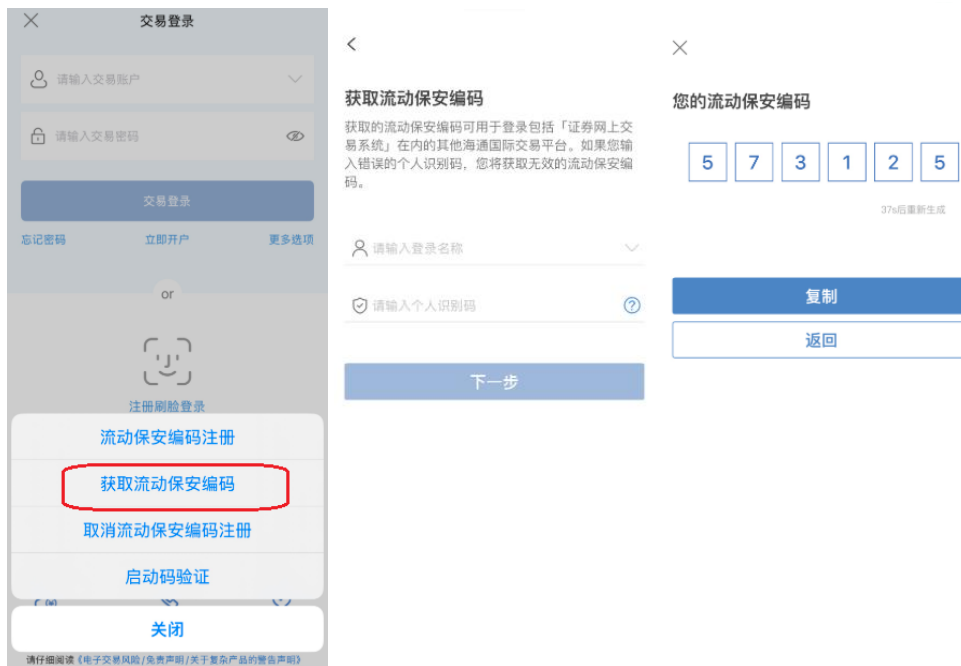 交易登录
请输入交易账户
请输入交易密码
交易登录
忘记密码 立即开户 更多选项
or
注册刷脸登录
流动保安编码注册
获取流动保安编码
取消流动保安编码注册
启动码验证
关闭
请仔细阅读《电子交易风险/免责声明/关于复杂产品的警告声明》
获取流动保安编码
获取的流动保安编码可用于登录包括「证券网上交
易系统」在内的其他海通国际交易平台。如果您输
入错误的个人识别码，您将获取无效的流动保安编
码。
请输入登录名称
请输入个人识别码
下一步
您的流动保安编码
5 7 3 1 2 5
37s后重新生成
复制
返回